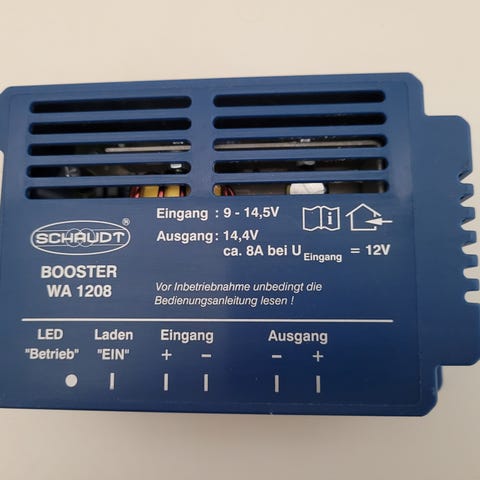 SCHAUDT ®
BOOSTER
WA 1208
Eingang : 9 - 14,5V
Ausgang : 14,4V
ca. 8A bei U Eingang = 12V
Vor Inbetriebnahme unbedingt die
Bedienungsanleitung lesen !
LED Laden Eingang Ausgang
"Betrieb" "EIN" + - - +